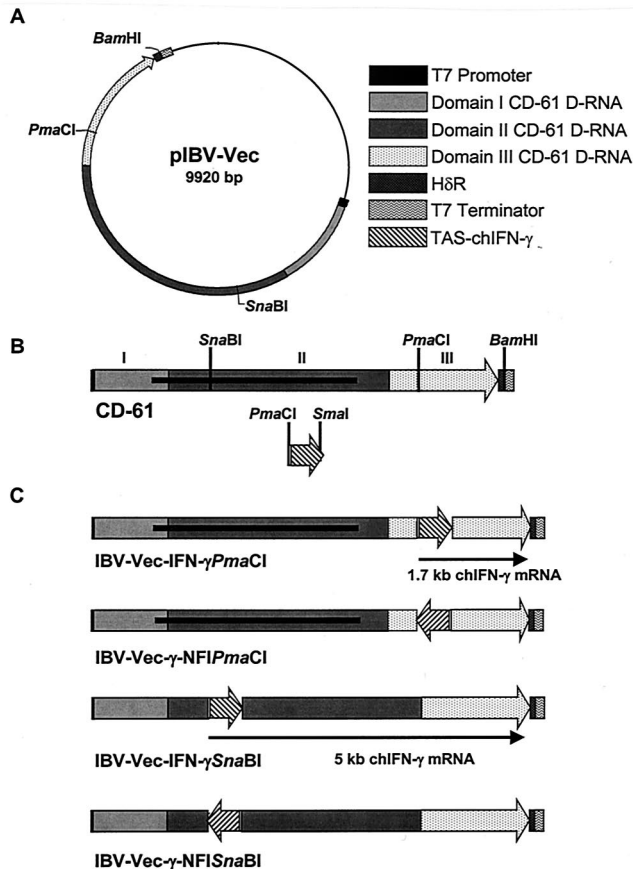 A
BamHI
PmaCI
pIBV-Vec
9920 bp
SnaBI
T7 Promoter
Domain I CD-61 D-RNA
Domain II CD-61 D-RNA
Domain III CD-61 D-RNA
HδR
T7 Terminator
TAS-chIFN-γ
B
I
SnaBI
II
PmaCI
III
BamHI
CD-61
PmaCI
SmaI
C
IBV-Vec-IFN-γPmaCI
1.7 kb chIFN-γ mRNA
IBV-Vec-γ-NFIPmaCI
IBV-Vec-IFN-γSnaBI
5 kb chIFN-γ mRNA
IBV-Vec-γ-NFISnaBI